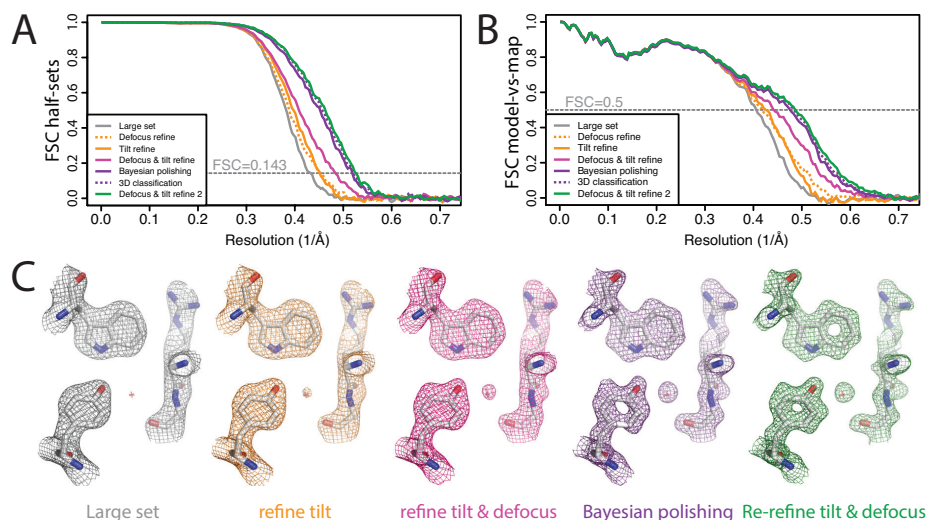 A
FSC half-sets
1.0
0.8
0.6
0.4
0.2
0.0
Large set
Defocus refine
Tilt refine
Defocus & tilt refine
Bayesian polishing
3D classification
Defocus & tilt refine 2
FSC=0.143
0.0 0.1 0.2 0.3 0.4 0.5 0.6 0.7
Resolution (1/Å)
B
FSC model-vs-map
1.0
0.8
0.6
0.4
0.2
0.0
FSC=0.5
Large set
Defocus refine
Tilt refine
Defocus & tilt refine
Bayesian polishing
3D classification
Defocus & tilt refine 2
0.0 0.1 0.2 0.3 0.4 0.5 0.6 0.7
Resolution (1/Å)
C
Large set refine tilt refine tilt & defocus Bayesian polishing Re-refine tilt & defocus